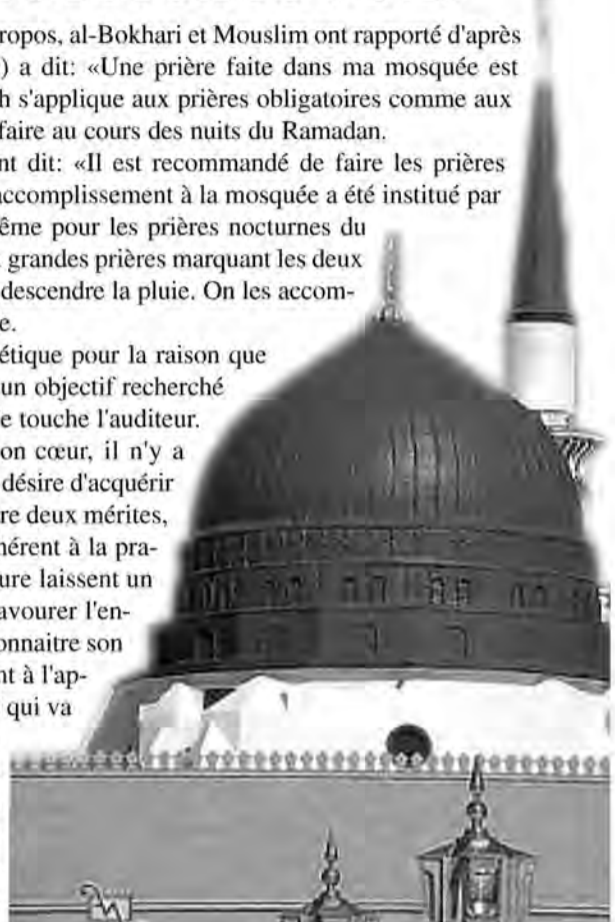 ropos, al-Bokhari et Mouslim ont rapporté d'après
) a dit: «Une prière faite dans ma mosquée est
h s'applique aux prières obligatoires comme aux
faire au cours des nuits du Ramadan.
nt dit: «Il est recommandé de faire les prières
accomplissement à la mosquée a été institué par
ême pour les prières nocturnes du
grandes prières marquant les deux
descendre la pluie. On les accom-
e.
étique pour la raison que
un objectif recherché
e touche l'auditeur.
on cœur, il n'y a
désire d'acquérir
re deux mérites,
hérent à la pra-
ure laissent un
avourer l'en-
onnaitre son
nt à l'ap-
qui va